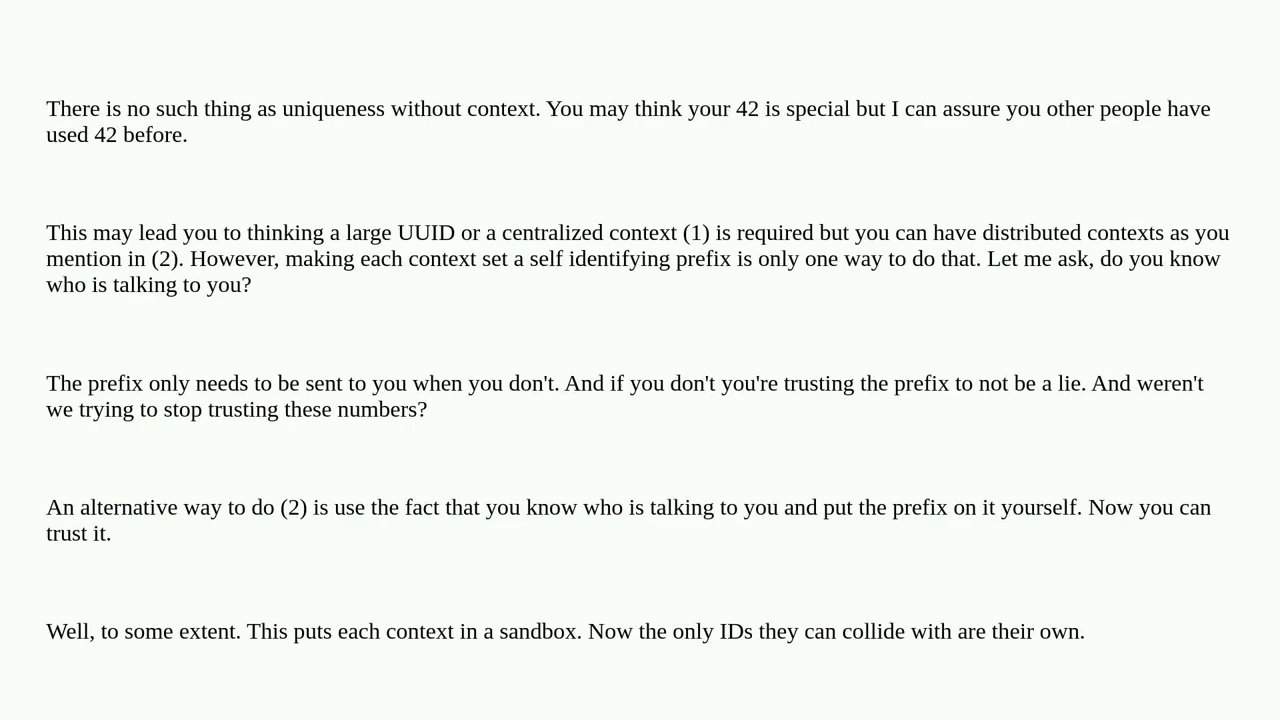 There is no such thing as uniqueness without context. You may think your 42 is special but I can assure you other people have
used 42 before.
This may lead you to thinking a large UUID or a centralized context (1) is required but you can have distributed contexts as you
mention in (2). However, making each context set a self identifying prefix is only one way to do that. Let me ask, do you know
who is talking to you?
The prefix only needs to be sent to you when you don't. And if you don't you're trusting the prefix to not be a lie. And weren't
we trying to stop trusting these numbers?
An alternative way to do (2) is use the fact that you know who is talking to you and put the prefix on it yourself. Now you can
trust it.
Well, to some extent. This puts each context in a sandbox. Now the only IDs they can collide with are their own.